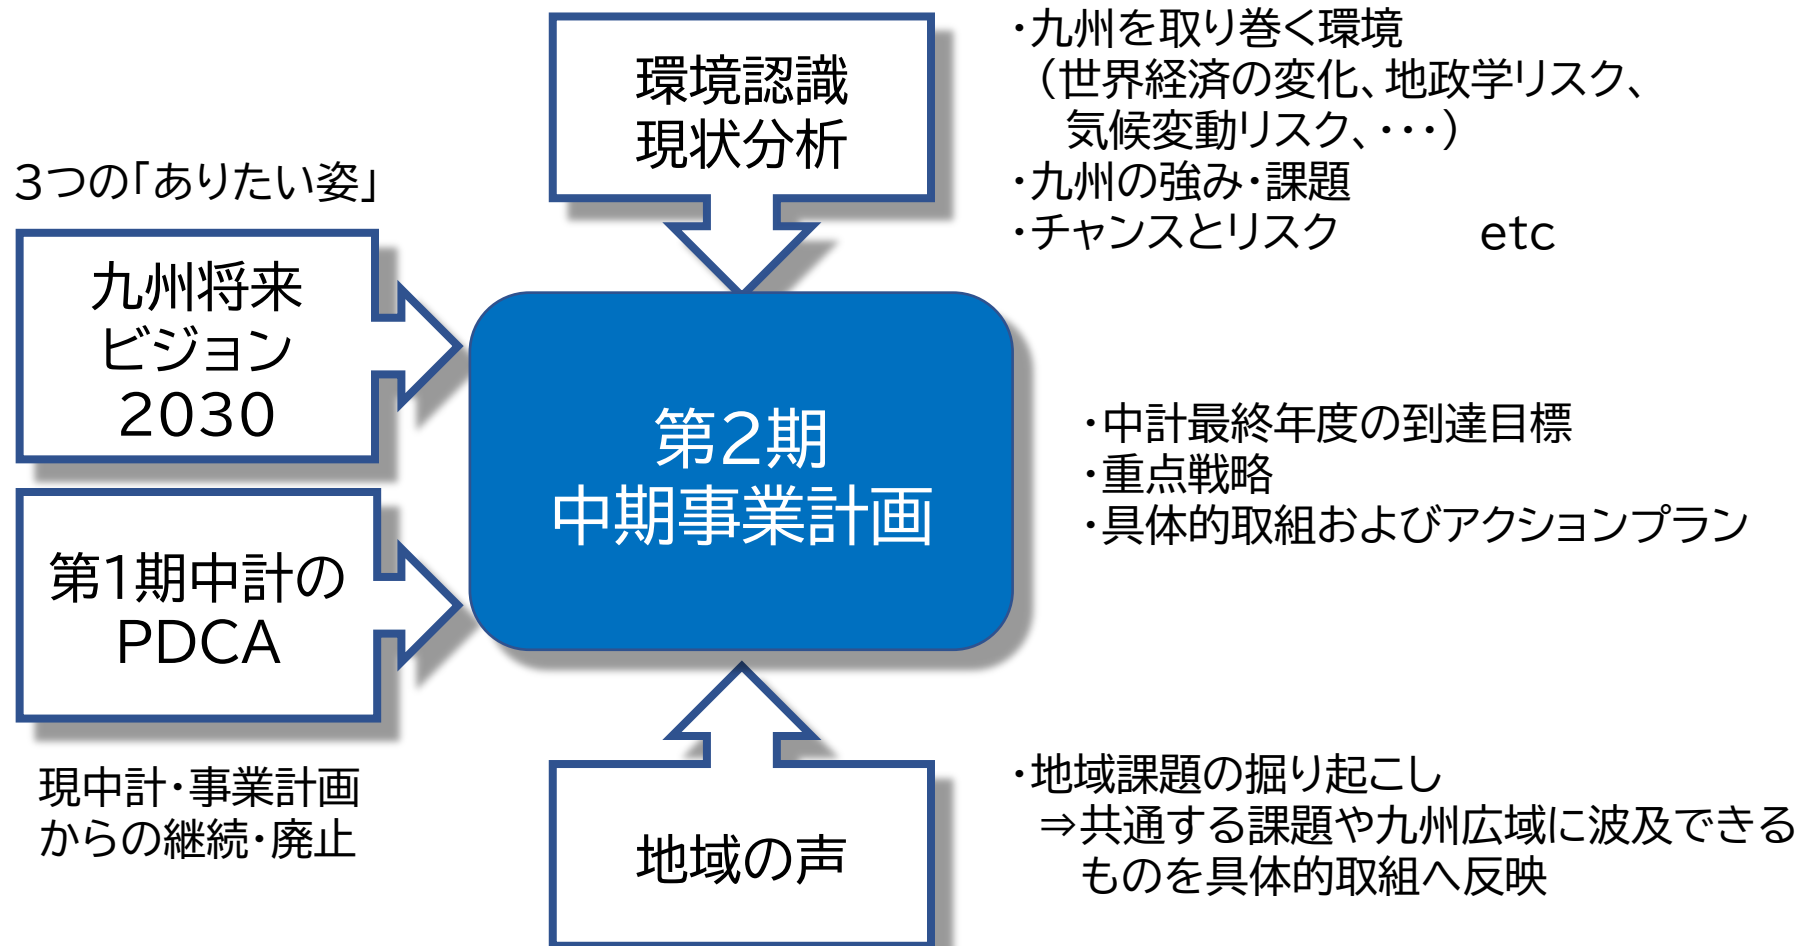 環境認識
現状分析
・九州を取り巻く環境
（世界経済の変化、地政学リスク、
気候変動リスク、・・・）
・九州の強み・課題
・チャンスとリスク　　　etc
３つの「ありたい姿」
九州将来
ビジョン
２０３０
第２期
中期事業計画
・中計最終年度の到達目標
・重点戦略
・具体的取組およびアクションプラン
第１期中計の
PDCA
現中計・事業計画
からの継続・廃止
地域の声
・地域課題の掘り起こし
⇒共通する課題や九州広域に波及できる
ものを具体的取組へ反映